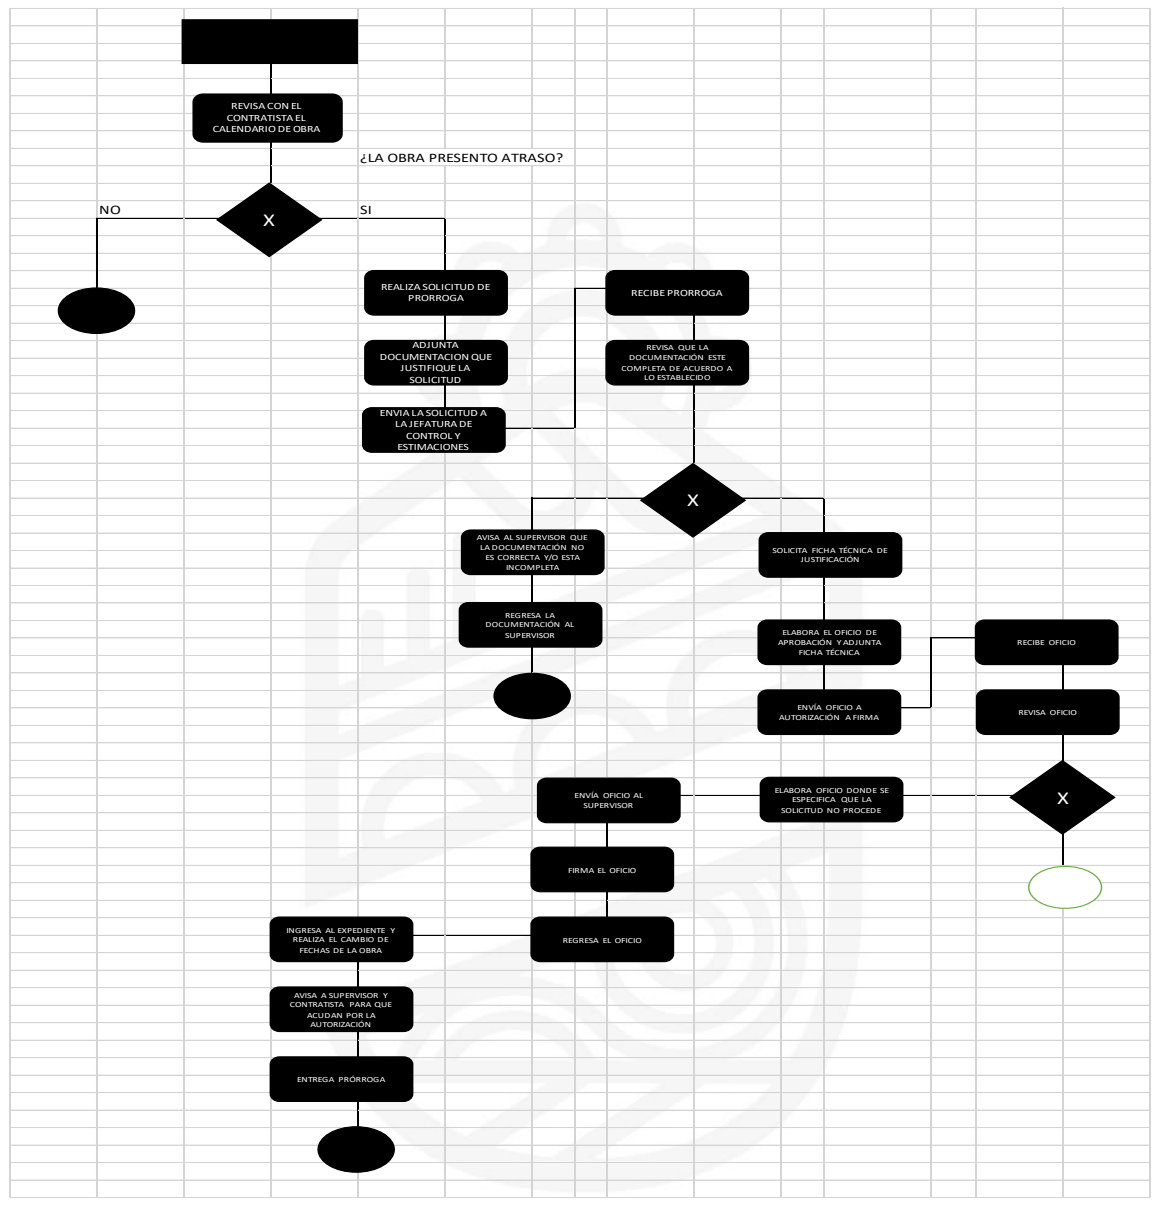 REVISA CON EL
CONTRATISTA EL
CALENDARIO DE OBRA
¿LA OBRA PRESENTO ATRASO?
NO
X
SI
REALIZA SOLICITUD DE
PRORROGA
ADJUNTA
DOCUMENTACION QUE
JUSTIFIQUE LA
SOLICITUD
ENVIA LA SOLICITUD A
LA JEFATURA DE
CONTROL Y
ESTIMACIONES
RECIBE PRORROGA
REVISA QUE LA
DOCUMENTACIÓN ESTE
COMPLETA DE ACUERDO A
LO ESTABLECIDO
X
AVISA AL SUPERVISOR QUE
LA DOCUMENTACIÓN NO
ES CORRECTA Y/O ESTA
INCOMPLETA
REGRESA LA
DOCUMENTACIÓN AL
SUPERVISOR
SOLICITA FICHA TÉCNICA DE
JUSTIFICACIÓN
ELABORA EL OFICIO DE
APROBACIÓN Y ADJUNTA
FICHA TÉCNICA
ENVÍA OFICIO A
AUTORIZACIÓN A FIRMA
RECIBE OFICIO
REVISA OFICIO
X
ELABORA OFICIO DONDE SE
ESPECIFICA QUE LA
SOLICITUD NO PROCEDE
ENVÍA OFICIO AL
SUPERVISOR
FIRMA EL OFICIO
REGRESA EL OFICIO
INGRESA AL EXPEDIENTE Y
REALIZA EL CAMBIO DE
FECHAS DE LA OBRA
AVISA A SUPERVISOR Y
CONTRATISTA PARA QUE
ACUDAN POR LA
AUTORIZACIÓN
ENTREGA PRÓRROGA